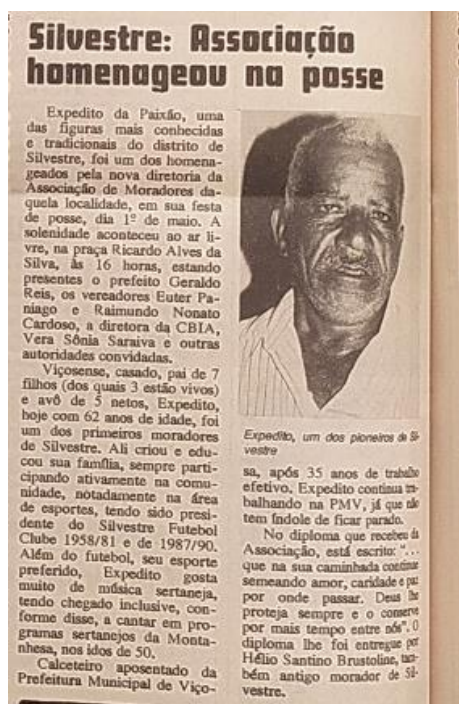 Silvestre: Associação
homenageou na posse
Expedito da Paixão, uma
das figuras mais conhecidas
e tradicionais do distrito de
Silvestre, foi um dos homena-
geados pela nova diretoria da
Associação de Moradores da-
quela localidade, em sua festa
de posse, dia 1º de maio. A
solenidade aconteceu ao ar li-
vre, na praça Ricardo Alves da
Silva, às 16 horas, estando
presentes o prefeito Geraldo
Reis, os vereadores Euter Pa-
niago e Raimundo Nonato
Cardoso, a diretora da CBIA,
Vera Sônia Saraiva e outras
autoridades convidadas.
Viçosense, casado, pai de 7
filhos (dos quais 3 estão vivos)
e avô de 5 netos, Expedito,
hoje com 62 anos de idade, foi
um dos primeiros moradores
de Silvestre. Ali criou e edu-
cou sua família, sempre parti-
cipando ativamente na comu-
nidade, notadamente na área
de esportes, tendo sido presi-
dente do Silvestre Futebol
Clube 1958/81 e de 1987/90.
Além do futebol, seu esporte
preferido, Expedito gosta
muito de música sertaneja,
tendo chegado inclusive, con-
forme disse, a cantar em pro-
gramas sertanejos da Monta-
nhesa, nos idos de 50.
Calceteiro aposentado da
Prefeitura Municipal de Viço-
Expedito, um dos pioneiros de Sil-
vestre
sa, após 35 anos de trabalho
efetivo, Expedito continua tra-
balhando na PMV, já que não
tem índole de ficar parado.
No diploma que recebeu da
Associação, está escrito: "...
que na sua caminhada continue
semeando amor, caridade e paz
por onde passar. Deus lhe
proteja sempre e o conserve
por mais tempo entre nós". O
diploma lhe foi entregue por
Hélio Santino Brustoline, tam-
bém antigo morador de Sil-
vestre.